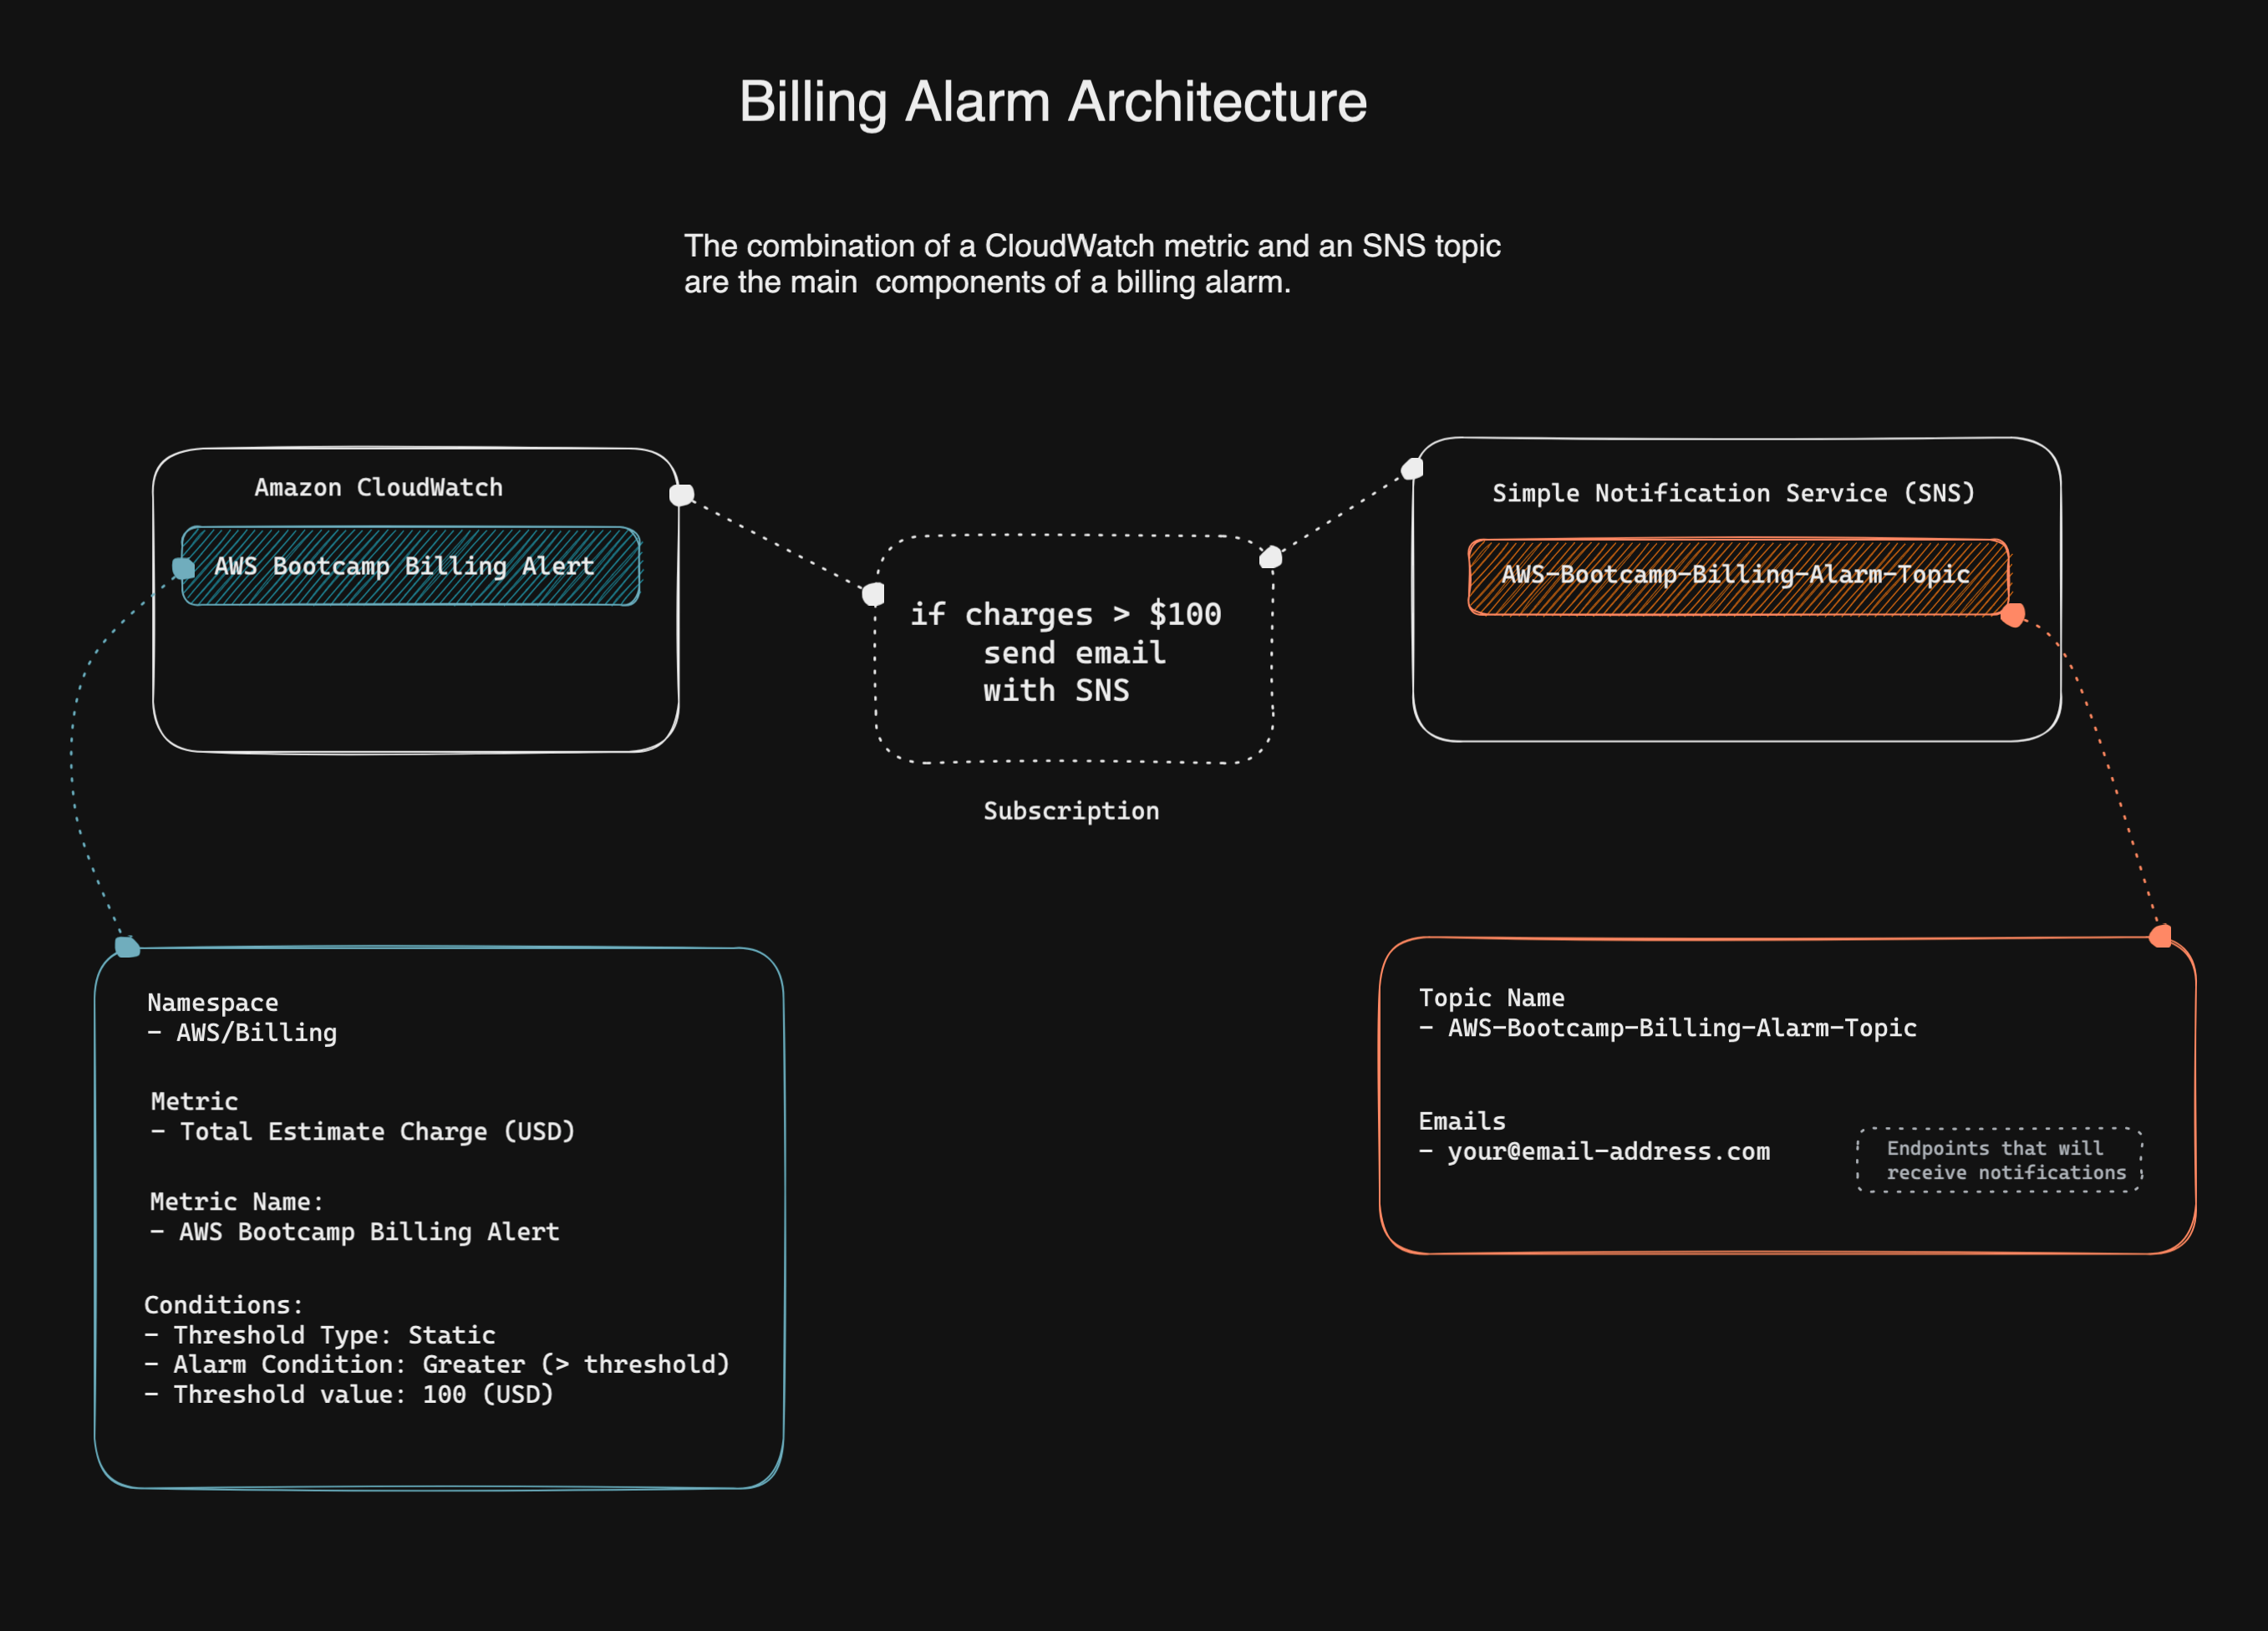 Billing Alarm Architecture
The combination of a CloudWatch metric and an SNS topic
are the main  components of a billing alarm.
Amazon CloudWatch
AWS Bootcamp Billing Alert
if charges > $100
send email
with SNS
Subscription
Simple Notification Service (SNS)
AWS-Bootcamp-Billing-Alarm-Topic
Namespace
- AWS/Billing
Metric
- Total Estimate Charge (USD)
Metric Name:
- AWS Bootcamp Billing Alert
Conditions:
- Threshold Type: Static
- Alarm Condition: Greater (> threshold)
- Threshold value: 100 (USD)
Topic Name
- AWS-Bootcamp-Billing-Alarm-Topic
Emails
- your@email-address.com
Endpoints that will
receive notifications